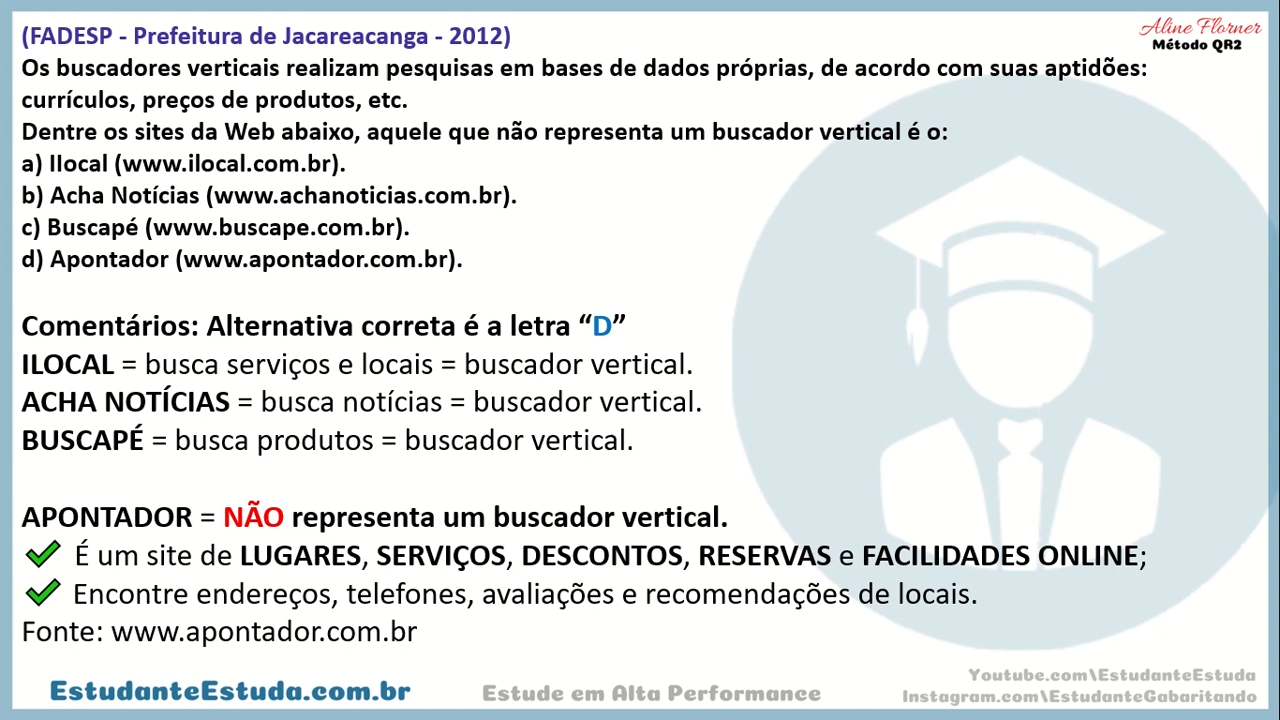 (FADESP - Prefeitura de Jacareacanga - 2012)
Aline Florner
Método QR2
Os buscadores verticais realizam pesquisas em bases de dados próprias, de acordo com suas aptidões:
currículos, preços de produtos, etc.
Dentre os sites da Web abaixo, aquele que não representa um buscador vertical é o:
a) IIocal (www.ilocal.com.br).
b) Acha Notícias (www.achanoticias.com.br).
c) Buscapé (www.buscape.com.br).
d) Apontador (www.apontador.com.br).
Comentários: Alternativa correta é a letra “D”
ILOCAL = busca serviços e locais = buscador vertical.
ACHA NOTÍCIAS = busca notícias = buscador vertical.
BUSCAPÉ = busca produtos = buscador vertical.
APONTADOR = NÃO representa um buscador vertical.
É um site de LUGARES, SERVIÇOS, DESCONTOS, RESERVAS e FACILIDADES ONLINE;
Encontre endereços, telefones, avaliações e recomendações de locais.
Fonte: www.apontador.com.br
EstudanteEstuda.com.br
Estude em Alta Performance
Youtube.com\EstudanteEstuda
Instagram.com\EstudanteGabaritando